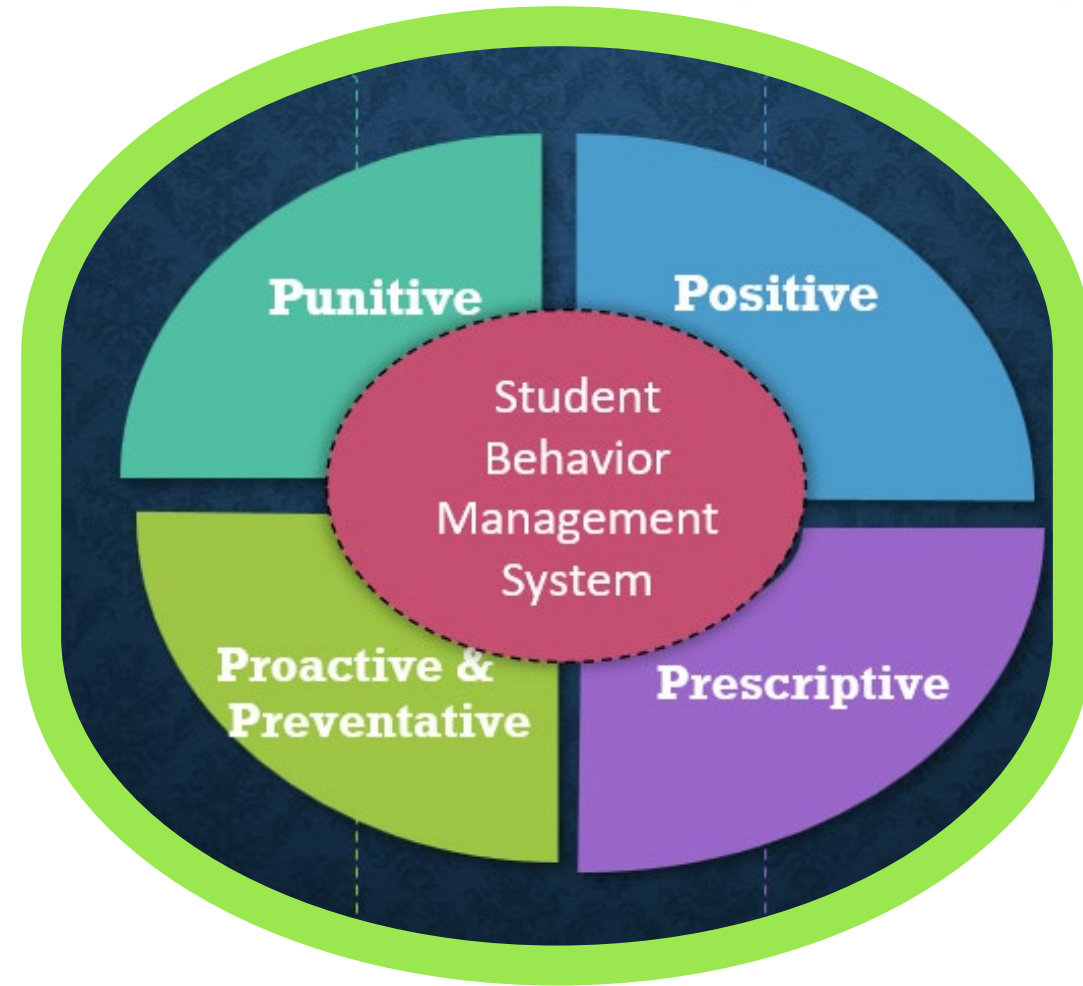 Punitive
Positive
Student
Behavior
Management
System
Proactive &
Preventative
Prescriptive